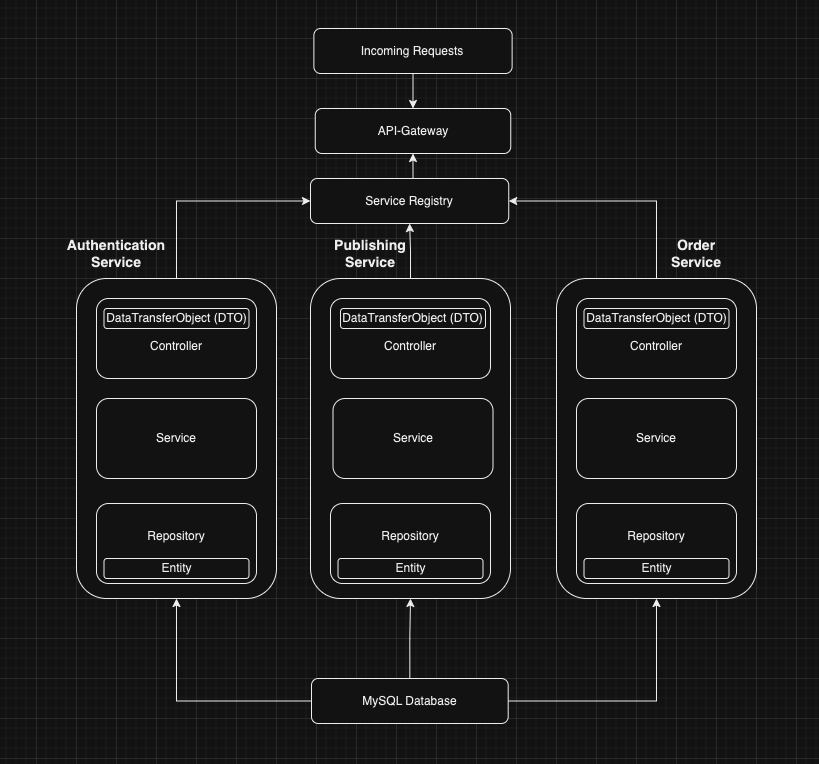 Incoming Requests
API-Gateway
Service Registry
Authentication
Service
Publishing
Service
Order
Service
DataTransferObject (DTO)
Controller
Service
Repository
Entity
DataTransferObject (DTO)
Controller
Service
Repository
Entity
DataTransferObject (DTO)
Controller
Service
Repository
Entity
MySQL Database